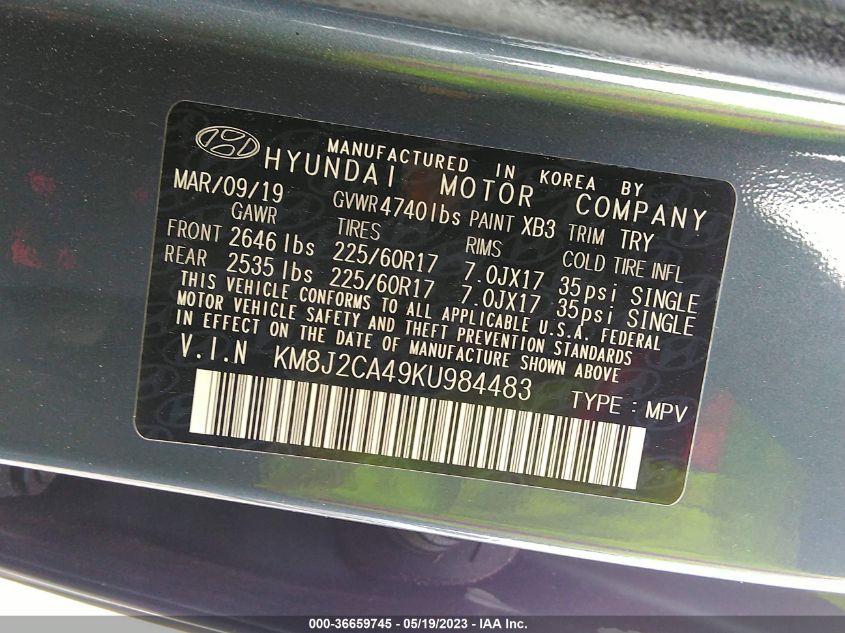 MANUFACTURED IN KOREA BY
HYUNDAI MOTOR COMPANY
MAR/09/19 GVWR 4740 lbs PAINT XB3 TRIM TRY
GAWR TIRES RIMS COLD TIRE INFL
FRONT 2646 lbs 225/60R17 7.0JX17 35psi SINGLE
REAR 2535 lbs 225/60R17 7.0JX17 35psi SINGLE
THIS VEHICLE CONFORMS TO ALL APPLICABLE U.S.A. FEDERAL
MOTOR VEHICLE SAFETY AND THEFT PREVENTION STANDARDS
IN EFFECT ON THE DATE OF MANUFACTURE SHOWN ABOVE
V.I.N KM8J2CA49KU984483 TYPE : MPV
000-36659745 - 05/19/2023 - IAA Inc.